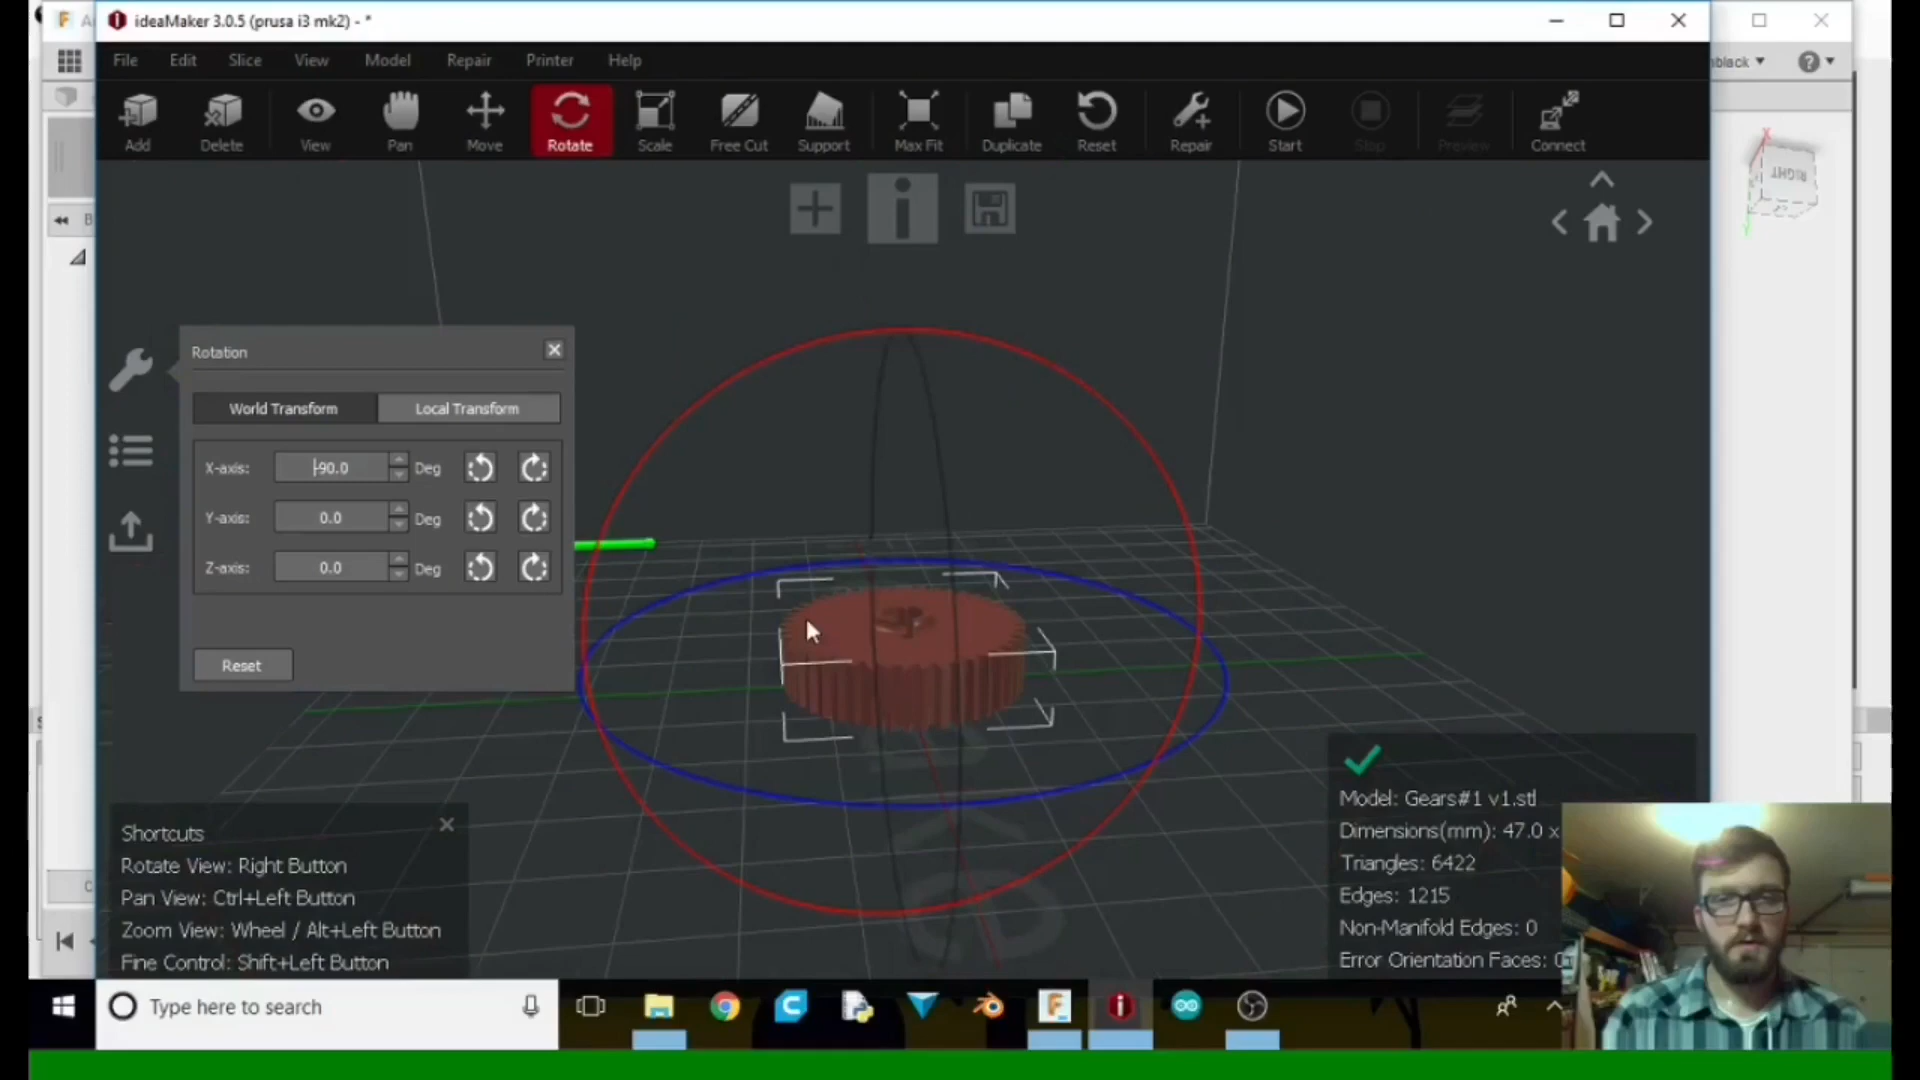 ideaMaker 3.0.5 (prusa i3 mk2) - *
File Edit Slice View Model Repair Printer Help
Add Delete View Pan Move Rotate Scale Free Cut Support Max Fit Duplicate Reset Repair Start Stop Preview Connect
nblack
RIGHT
Rotation
World Transform Local Transform
X-axis: -90.0 Deg
Y-axis: 0.0 Deg
Z-axis: 0.0 Deg
Reset
Shortcuts
Rotate View: Right Button
Pan View: Ctrl+Left Button
Zoom View: Wheel / Alt+Left Button
Fine Control: Shift+Left Button
Model: Gears#1 v1.stl
Dimensions(mm): 47.0 x
Triangles: 6422
Edges: 1215
Non-Manifold Edges: 0
Error Orientation Faces: 0
Type here to search